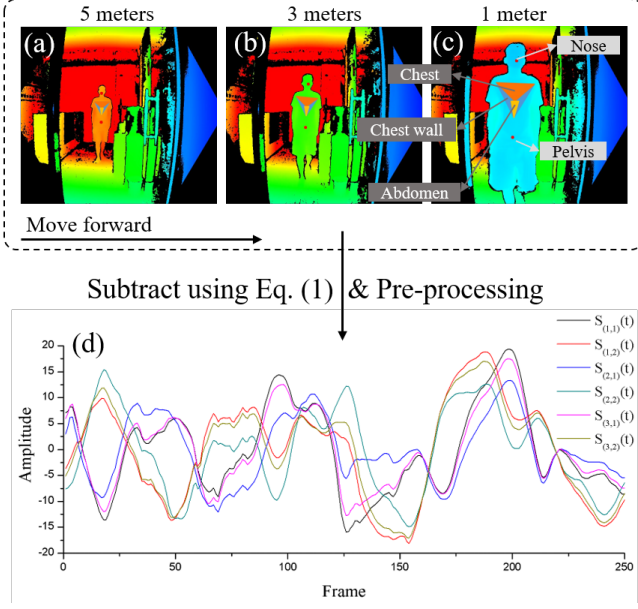 5 meters 3 meters 1 meter
(a) (b) (c)
Nose
Chest
Chest wall
Pelvis
Abdomen
Move forward
Subtract using Eq. (1) & Pre-processing
(d)
S(1,1)(t)
S(1,2)(t)
S(2,1)(t)
S(2,2)(t)
S(3,1)(t)
S(3,2)(t)
Amplitude
20
15
10
5
0
-5
-10
-15
-20
0 50 100 150 200 250
Frame